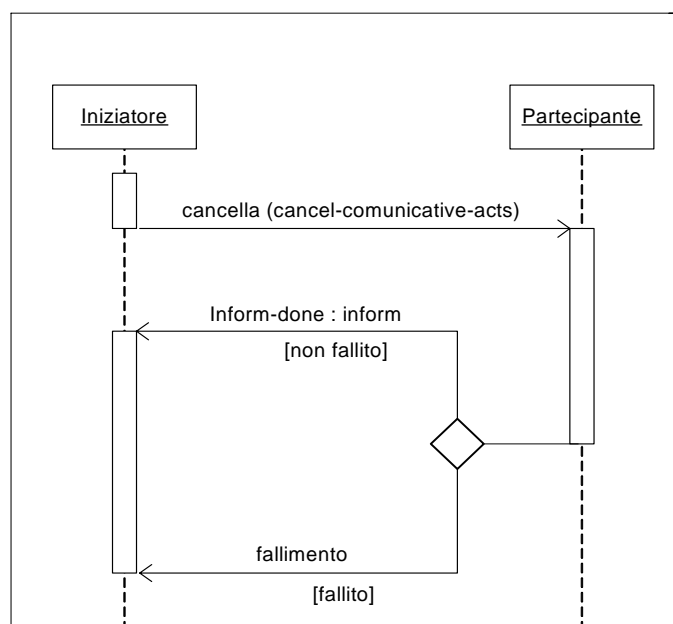 Iniziatore
Partecipante
cancella (cancel-comunicative-acts)
Inform-done : inform
[non fallito]
fallimento
[fallito]